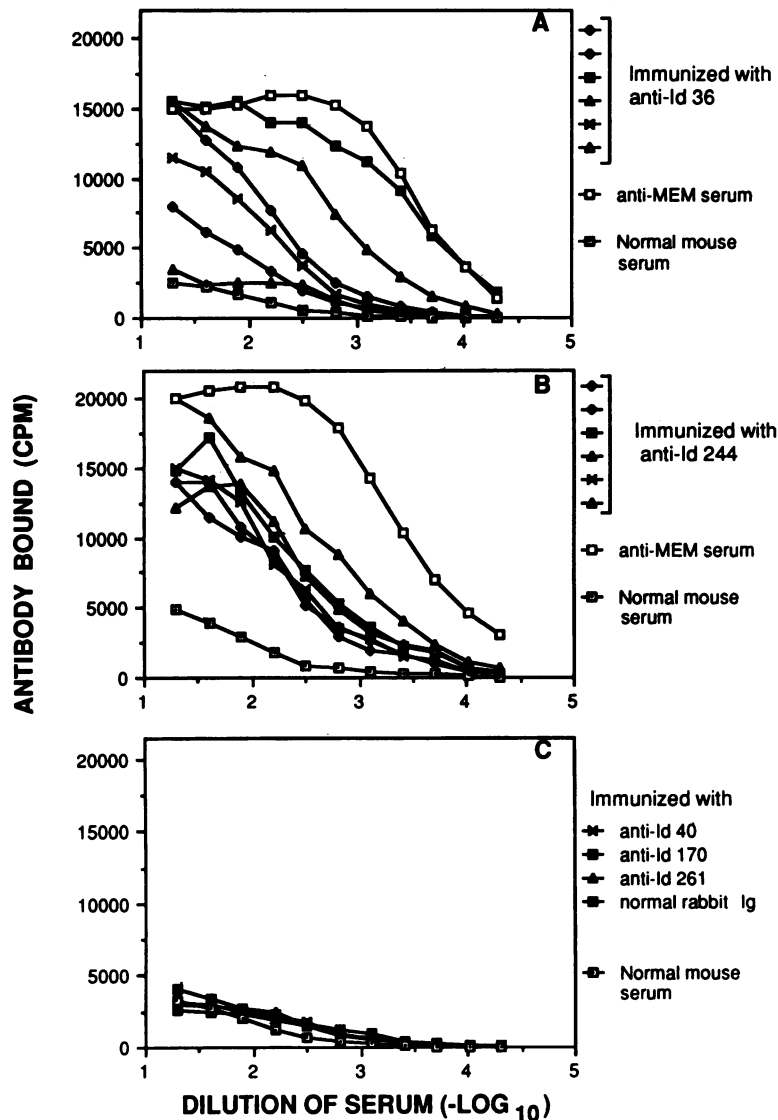 A
20000
15000
10000
5000
0
1
2
3
4
5
Immunized with
anti-Id 36
anti-MEM serum
Normal mouse
serum
B
20000
15000
10000
5000
0
1
2
3
4
5
Immunized with
anti-Id 244
anti-MEM serum
Normal mouse
serum
ANTIBODY BOUND (CPM)
C
20000
15000
10000
5000
0
1
2
3
4
5
Immunized with
anti-Id 40
anti-Id 170
anti-Id 261
normal rabbit Ig
Normal mouse
serum
DILUTION OF SERUM (-LOG 10)